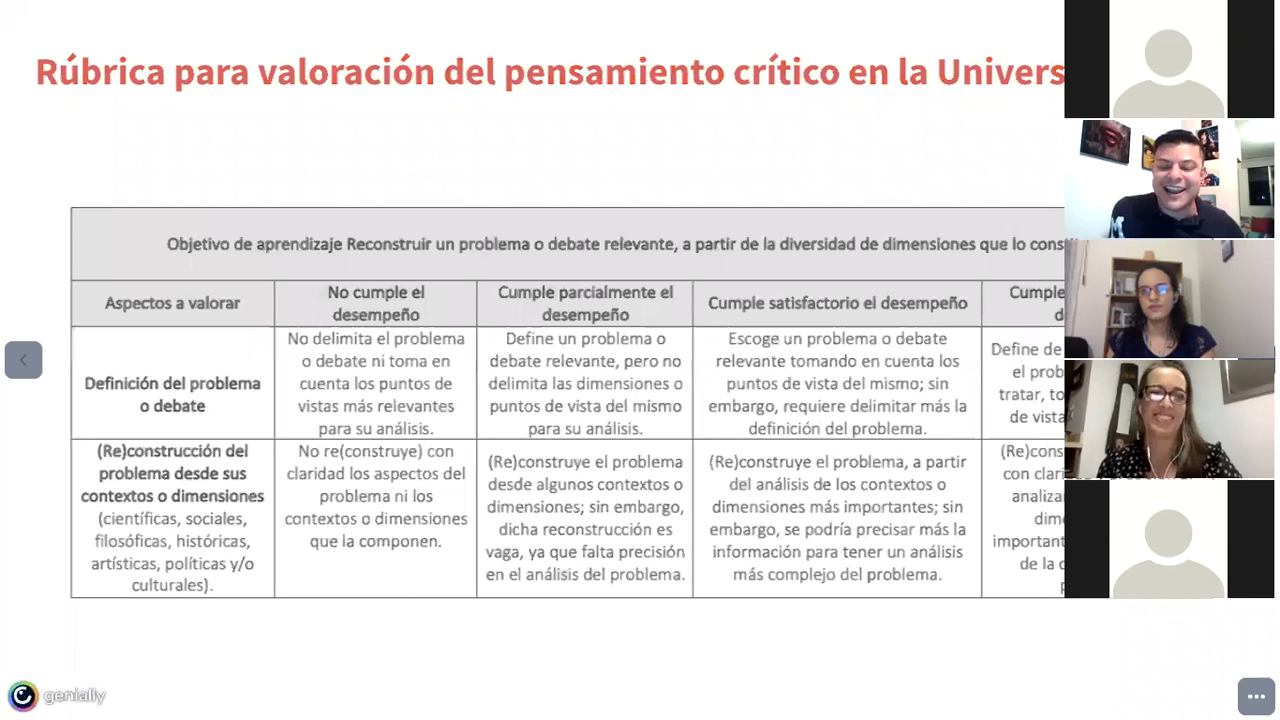 Rúbrica para valoración del pensamiento crítico en la Univers
Objetivo de aprendizaje Reconstruir un problema o debate relevante, a partir de la diversidad de dimensiones que lo const
Aspectos a valorar
No cumple el
desempeño
Cumple parcialmente el
desempeño
Cumple satisfactorio el desempeño
Cumple
Definición del problema
o debate
No delimita el problema
o debate ni toma en
cuenta los puntos de
vistas más relevantes
para su análisis.
Define un problema o
debate relevante, pero no
delimita las dimensiones o
puntos de vista del mismo
para su análisis.
Escoge un problema o debate
relevante tomando en cuenta los
puntos de vista del mismo; sin
embargo, requiere delimitar más la
definición del problema.
Define de
el prob
tratar, to
de vista
(Re)construcción del
problema desde sus
contextos o dimensiones
(científicas, sociales,
filosóficas, históricas,
artísticas, políticas y/o
culturales).
No re(construye) con
claridad los aspectos del
problema ni los
contextos o dimensiones
que la componen.
(Re)construye el problema
desde algunos contextos o
dimensiones; sin embargo,
dicha reconstrucción es
vaga, ya que falta precisión
en el análisis del problema.
(Re)construye el problema, a partir
del análisis de los contextos o
dimensiones más importantes; sin
embargo, se podría precisar más la
información para tener un análisis
más complejo del problema.
(Re)cons
con clari
analizar
dime
important
de la c
genially